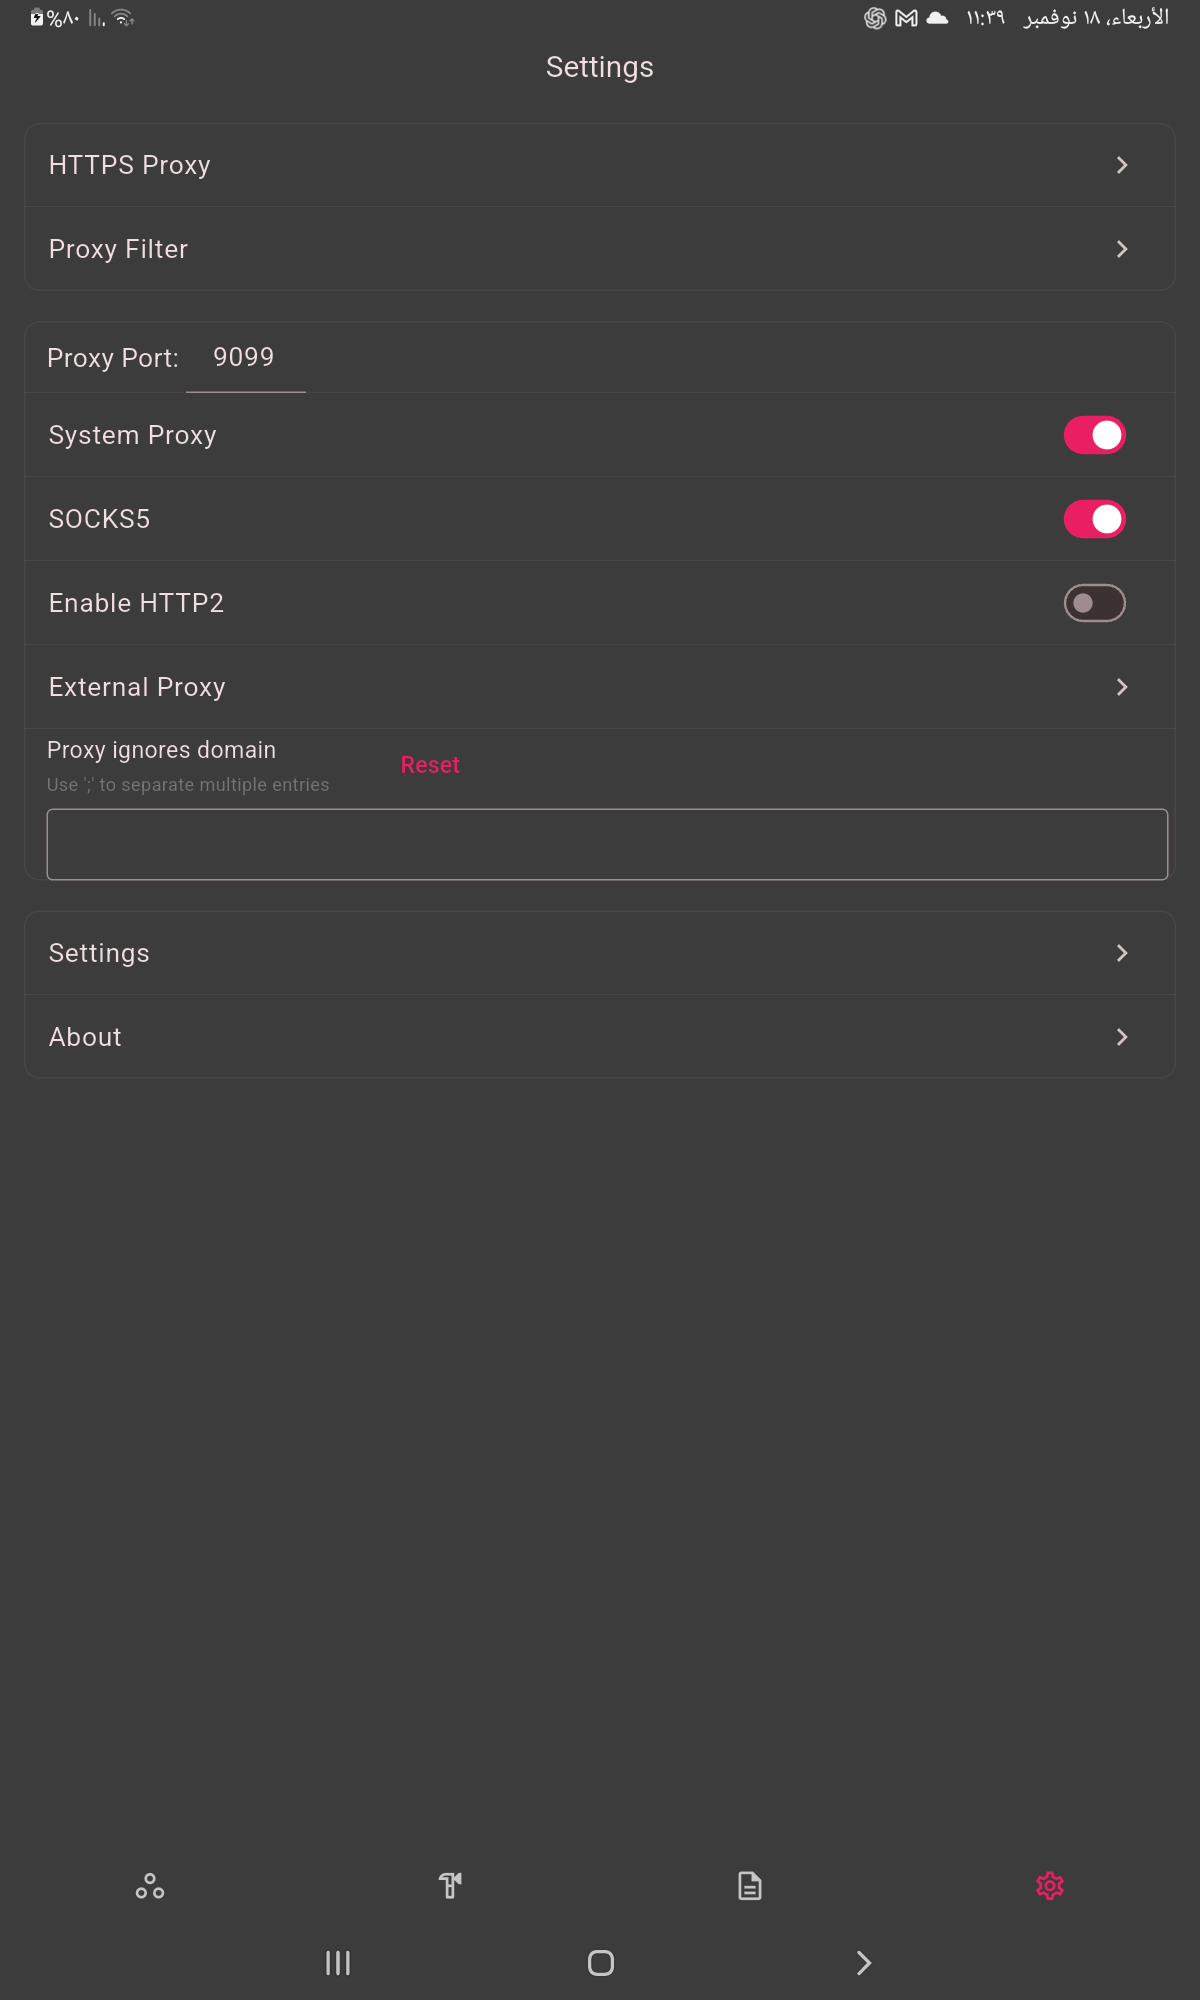 الأربعاء، ١٨ نوفمبر ١١:٣٩
%٨٠
Settings
HTTPS Proxy
Proxy Filter
Proxy Port: 9099
System Proxy
SOCKS5
Enable HTTP2
External Proxy
Proxy ignores domain
Reset
Use ';' to separate multiple entries
Settings
About